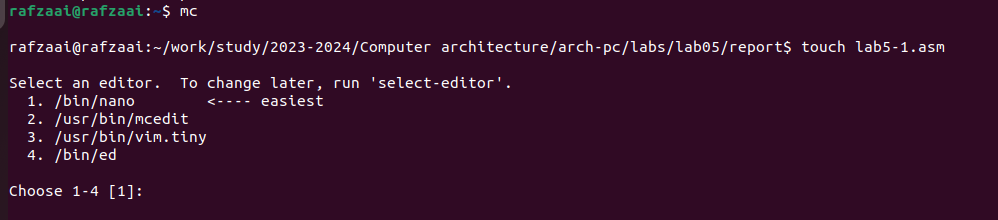 rafzaai@rafzaai:~$ mc
rafzaai@rafzaai:~/work/study/2023-2024/Computer architecture/arch-pc/labs/lab05/report$ touch lab5-1.asm
Select an editor.  To change later, run 'select-editor'.
  1. /bin/nano        <---- easiest
  2. /usr/bin/mcedit
  3. /usr/bin/vim.tiny
  4. /bin/ed
Choose 1-4 [1]: